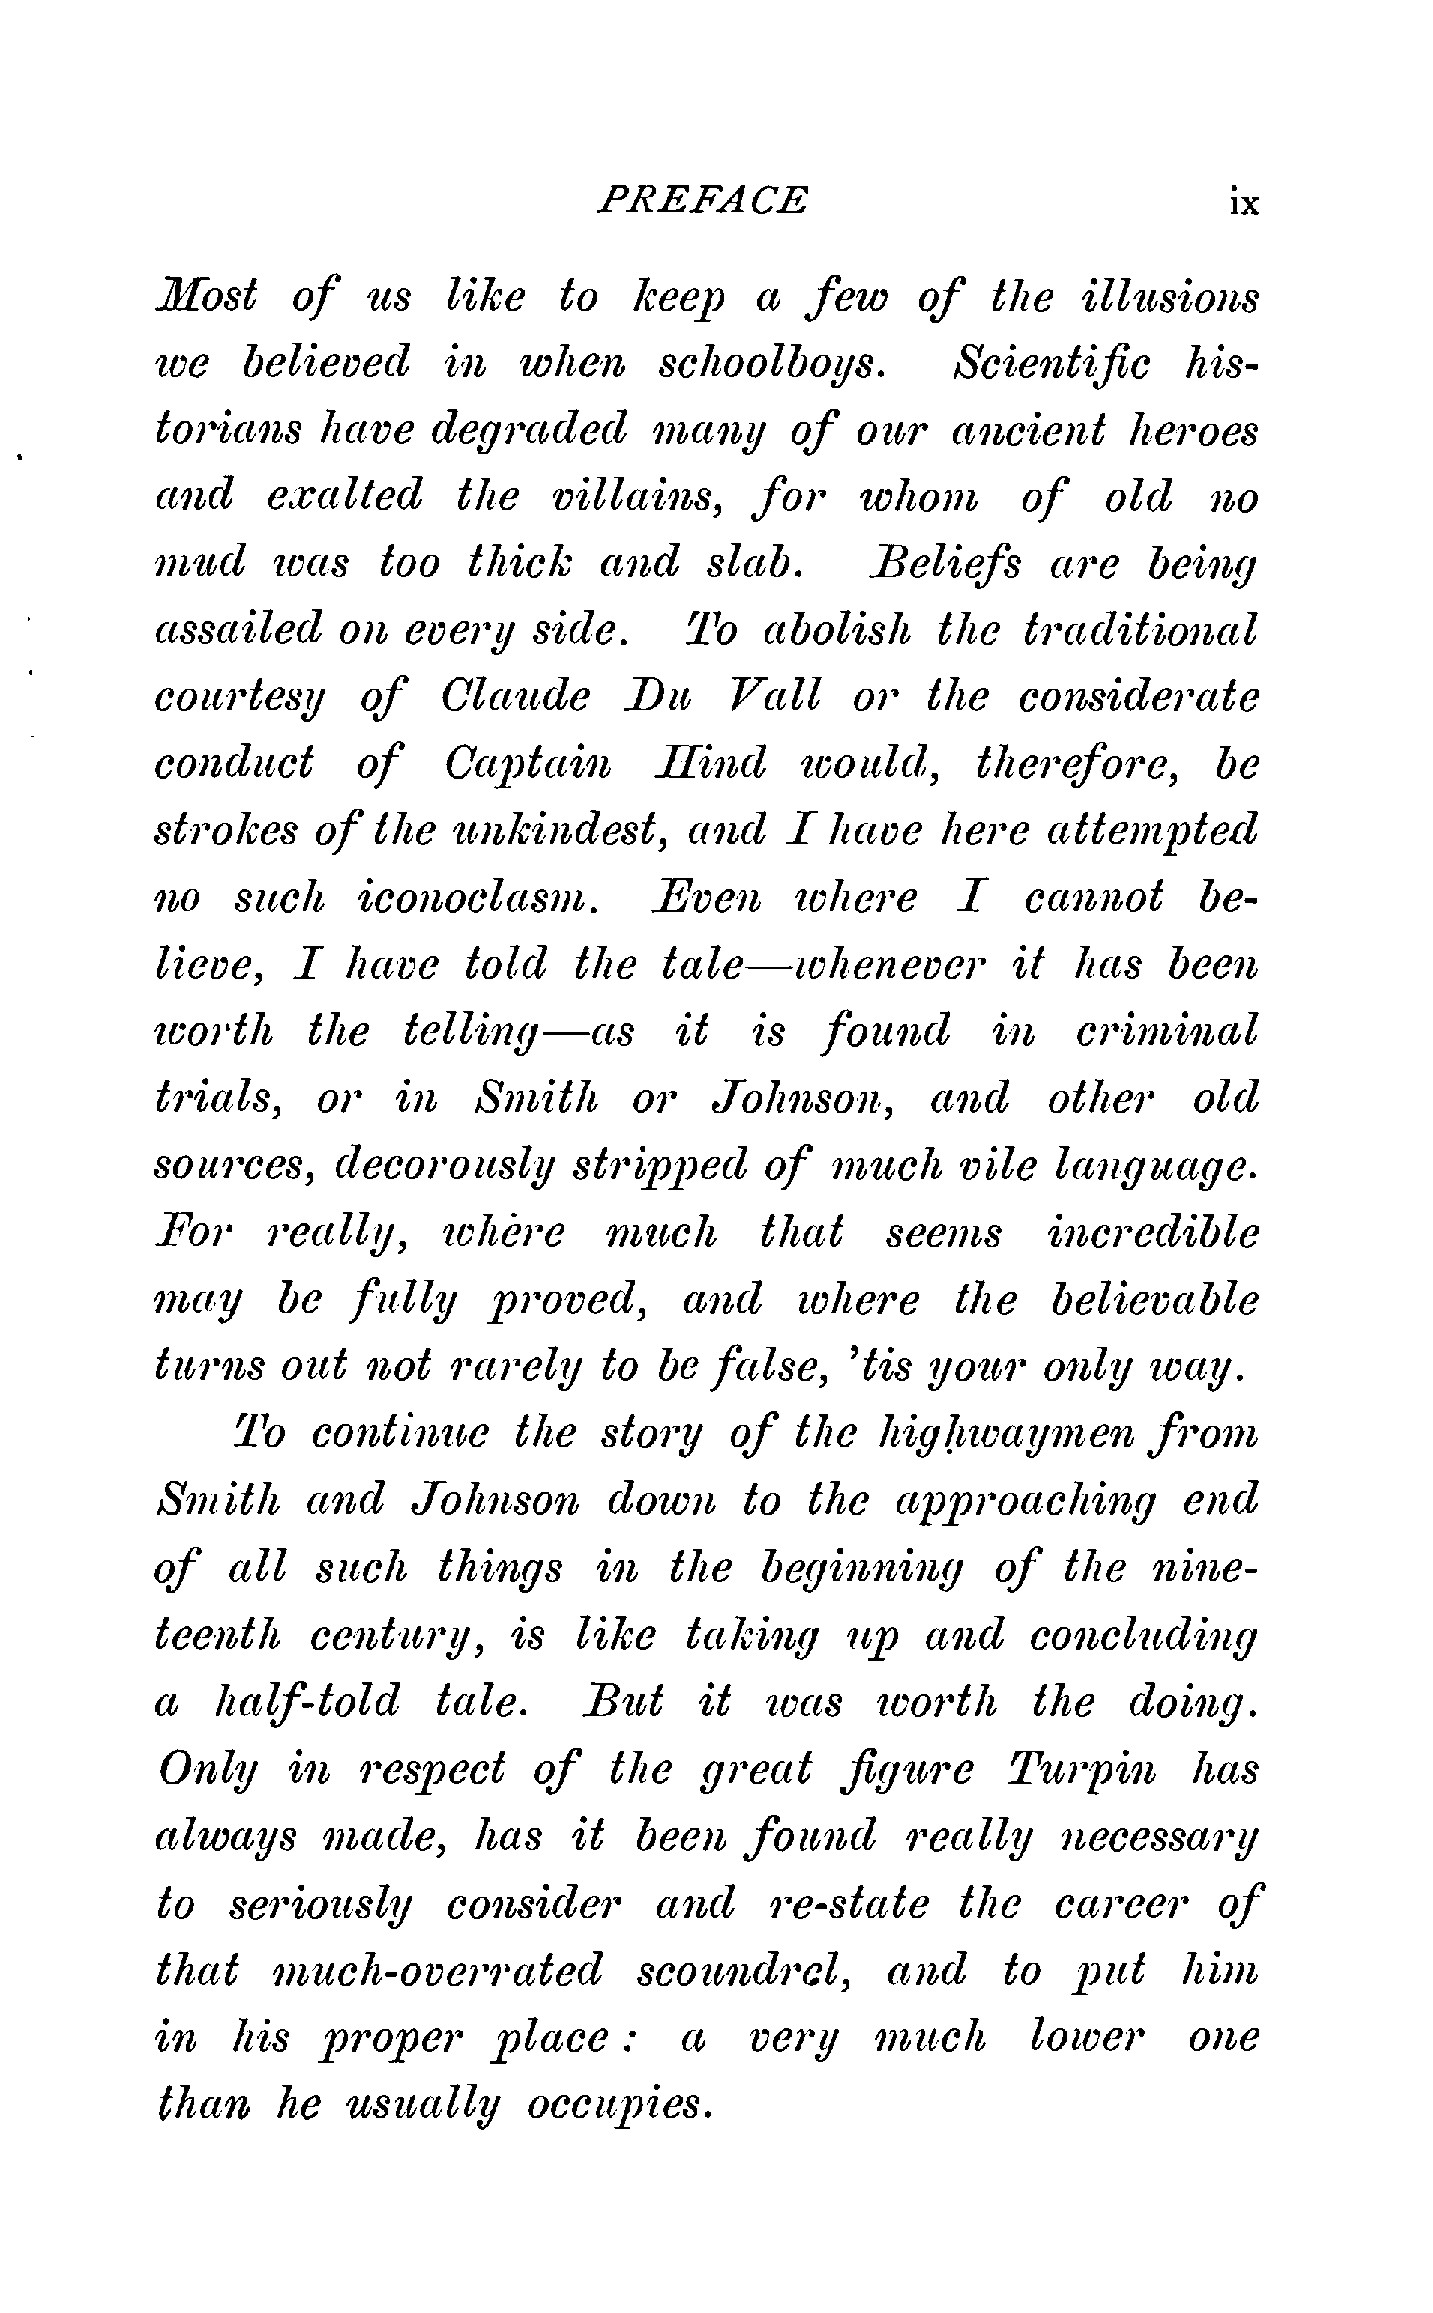 PREFACE ix
Most of us like to keep a few of the illusions
we believed in when schoolboys. Scientific his-
torians have degraded many of our ancient heroes
and exalted the villains, for whom of old no
mud was too thick and slab. Beliefs are being
assailed on every side. To abolish the traditional
courtesy of Claude Du Vall or the considerate
conduct of Captain Hind would, therefore, be
strokes of the unkindest, and I have here attempted
no such iconoclasm. Even where I cannot be-
lieve, I have told the tale—whenever it has been
worth the telling—as it is found in criminal
trials, or in Smith or Johnson, and other old
sources, decorously stripped of much vile language.
For really, where much that seems incredible
may be fully proved, and where the believable
turns out not rarely to be false, 'tis your only way.
To continue the story of the highwaymen from
Smith and Johnson down to the approaching end
of all such things in the beginning of the nine-
teenth century, is like taking up and concluding
a half-told tale. But it was worth the doing.
Only in respect of the great figure Turpin has
always made, has it been found really necessary
to seriously consider and re-state the career of
that much-overrated scoundrel, and to put him
in his proper place : a very much lower one
than he usually occupies.